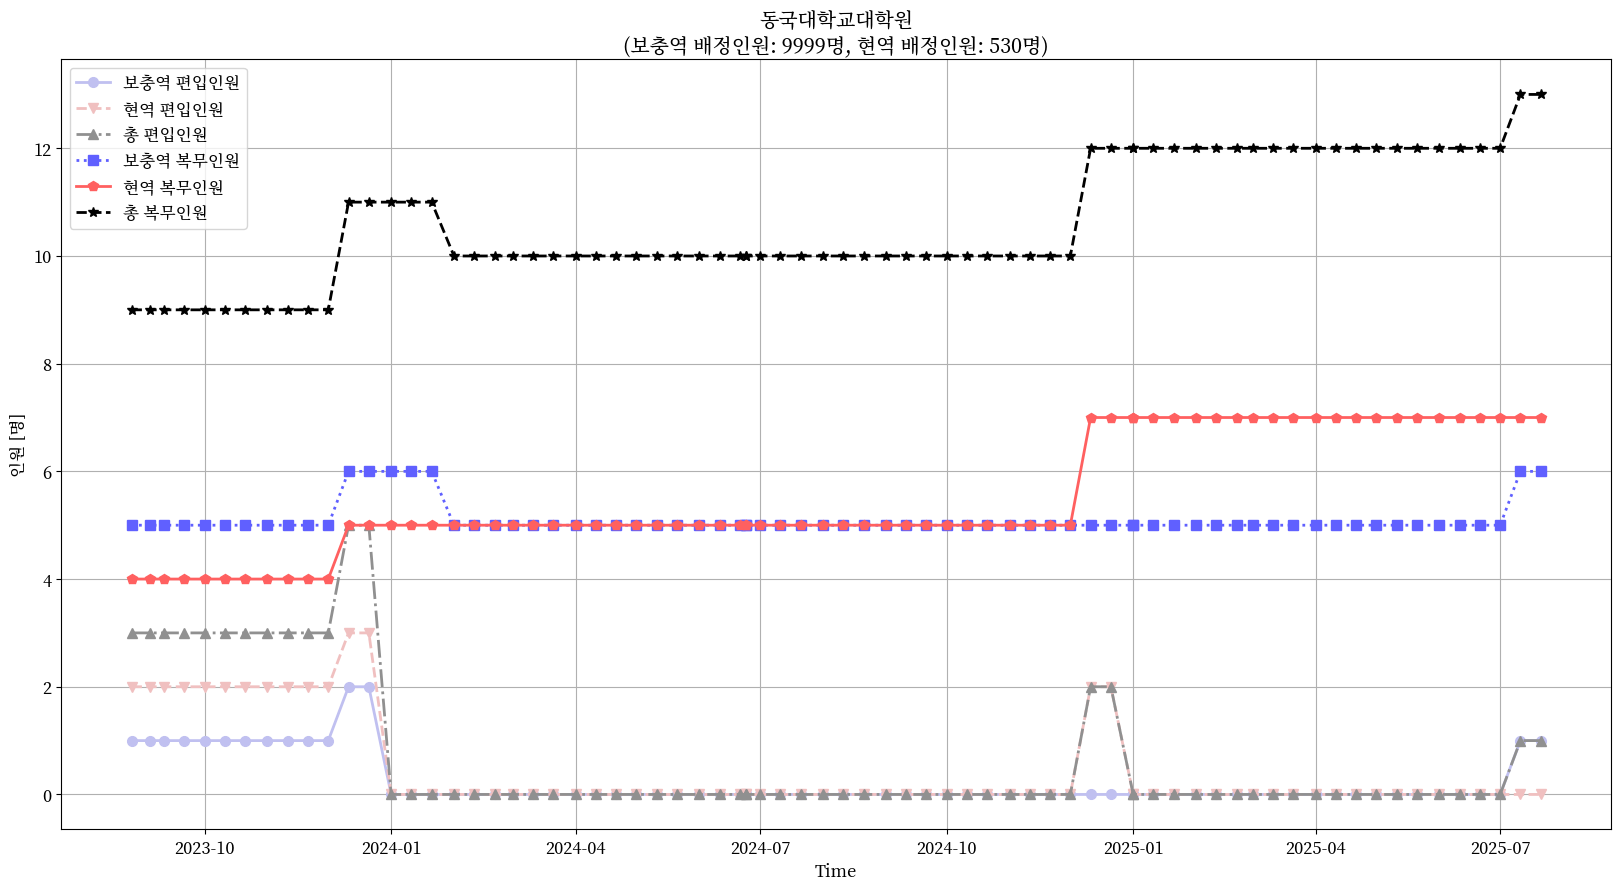 동국대학교대학원
(보충역 배정인원: 9999명, 현역 배정인원: 530명)
보충역 편입인원
현역 편입인원
총 편입인원
보충역 복무인원
현역 복무인원
총 복무인원
12
10
8
6
4
2
0
인원 [명]
2023-10 2024-01 2024-04 2024-07 2024-10 2025-01 2025-04 2025-07
Time